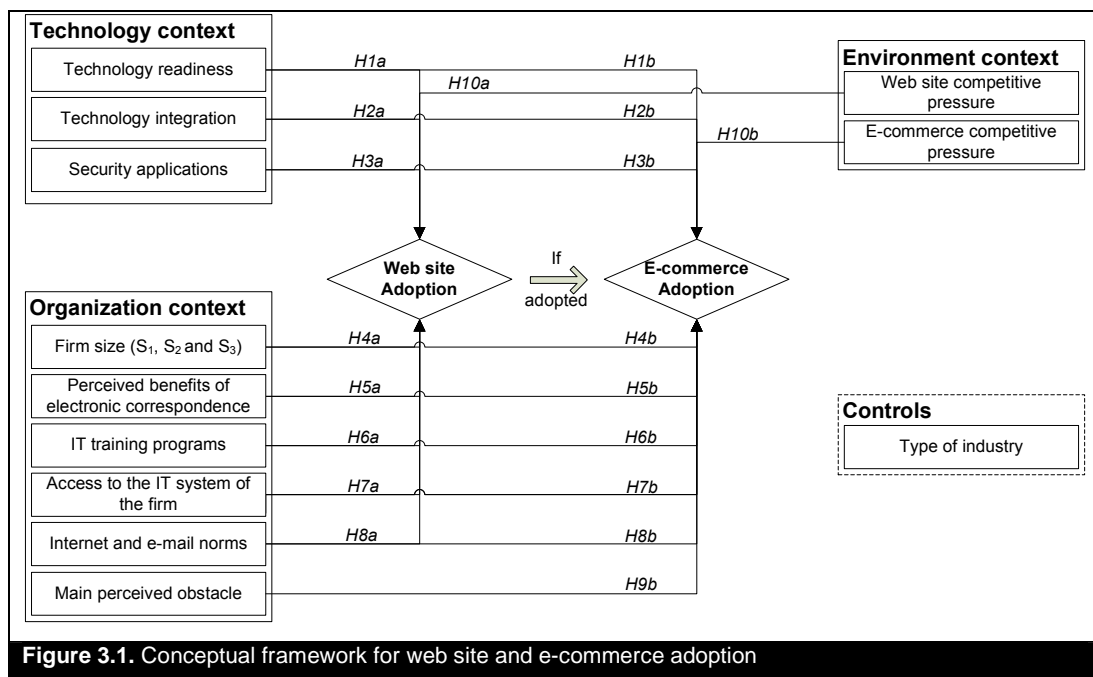 Technology context
Technology readiness
Technology integration
Security applications
H1a
H1b
H10a
H2a
H2b
H10b
H3a
H3b
Environment context
Web site competitive
pressure
E-commerce competitive
pressure
Web site
Adoption
If
adopted
E-commerce
Adoption
Organization context
Firm size (S₁, S₂ and S₃)
Perceived benefits of
electronic correspondence
IT training programs
Access to the IT system of
the firm
Internet and e-mail norms
Main perceived obstacle
H4a
H4b
H5a
H5b
H6a
H6b
H7a
H7b
H8a
H8b
H9b
Controls
Type of industry
Figure 3.1. Conceptual framework for web site and e-commerce adoption